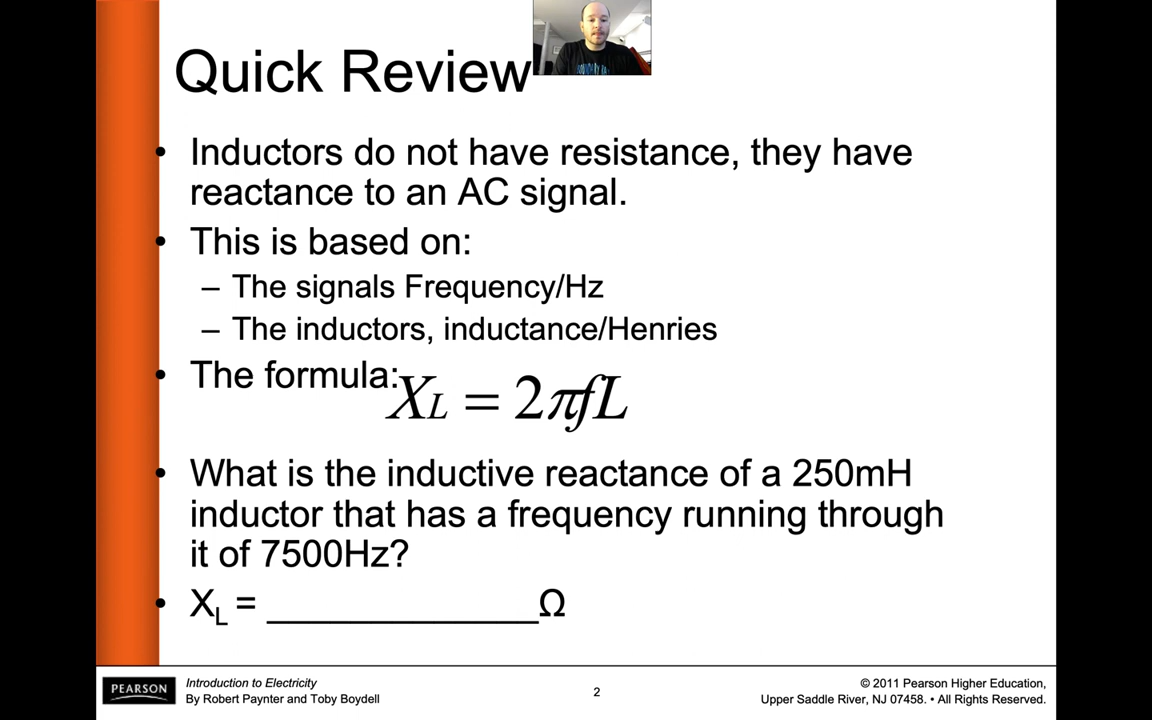 Quick Review
• Inductors do not have resistance, they have
reactance to an AC signal.
• This is based on:
– The signals Frequency/Hz
– The inductors, inductance/Henries
• The formula:
X_L = 2πfL
• What is the inductive reactance of a 250mH
inductor that has a frequency running through
it of 7500Hz?
• X_L = ______________Ω
PEARSON
Introduction to Electricity
By Robert Paynter and Toby Boydell
2
© 2011 Pearson Higher Education,
Upper Saddle River, NJ 07458. • All Rights Reserved.